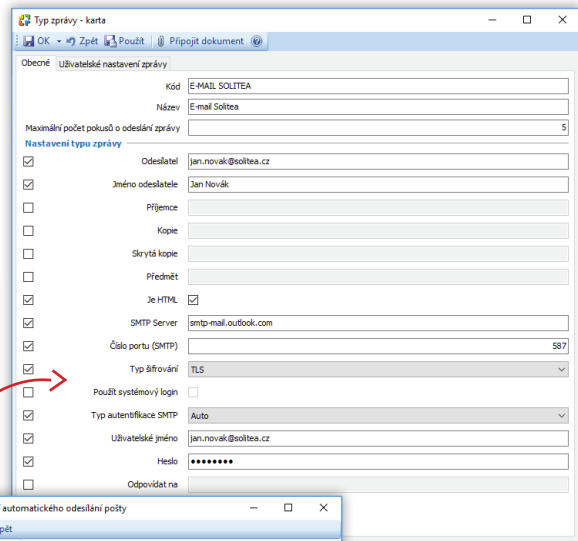 Typ zprávy - karta
OK Zpět Použít Připojit dokument
Obecné Uživatelské nastavení zprávy
Kód E-MAIL SOLITEA
Název E-mail Solitea
Maximální počet pokusů o odeslání zprávy 5
Nastavení typu zprávy
Odesílatel jan.novak@solitea.cz
Jméno odesílatele Jan Novák
Příjemce
Kopie
Skrytá kopie
Předmět
Je HTML
SMTP Server smtp-mail.outlook.com
Číslo portu (SMTP) 587
Typ šifrování TLS
Použít systémový login
Typ autentifikace SMTP Auto
Uživatelské jméno jan.novak@solitea.cz
Heslo ••••••••
Odpovídat na
automatického odesílání pošty